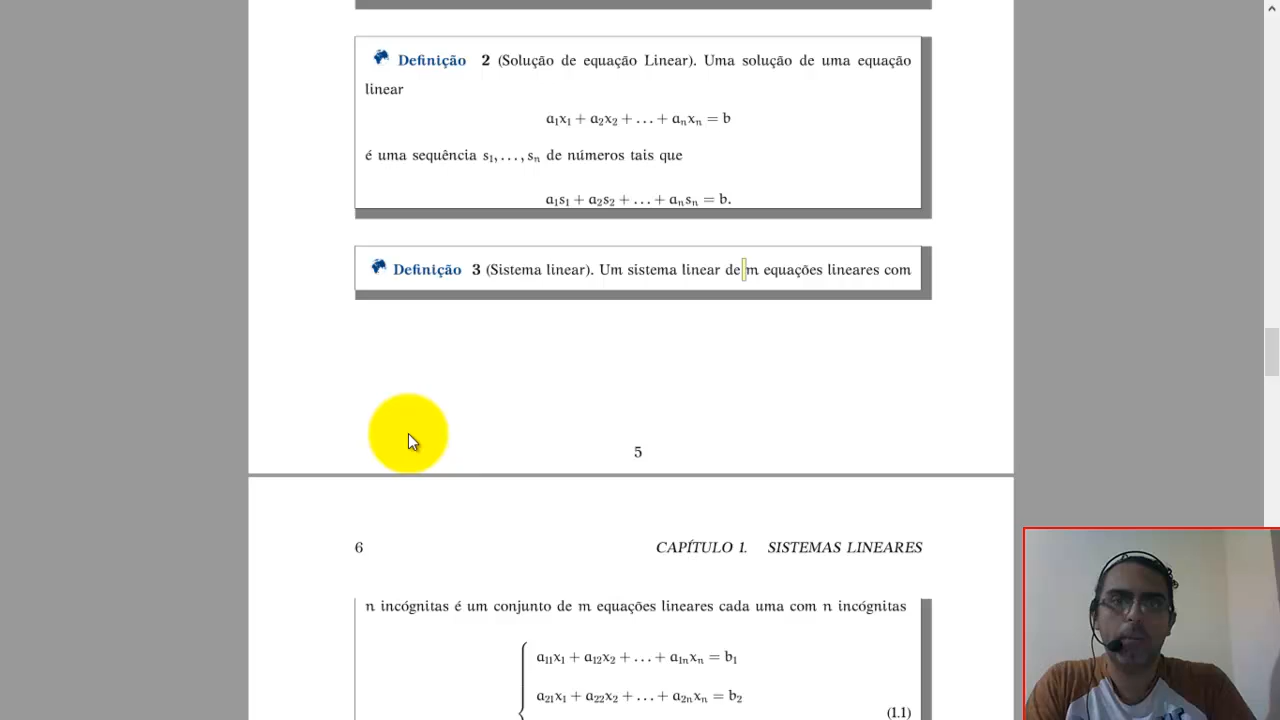 Definição 2 (Solução de equação Linear). Uma solução de uma equação
linear
a₁x₁ + a₂x₂ + . . . + aₙxₙ = b
é uma sequência s₁, . . . , sₙ de números tais que
a₁s₁ + a₂s₂ + . . . + aₙsₙ = b.
Definição 3 (Sistema linear). Um sistema linear de m equações lineares com
5
6 CAPÍTULO 1. SISTEMAS LINEARES
n incógnitas é um conjunto de m equações lineares cada uma com n incógnitas
a₁₁x₁ + a₁₂x₂ + . . . + a₁ₙxₙ = b₁
a₂₁x₁ + a₂₂x₂ + . . . + a₂ₙxₙ = b₂
(1.1)